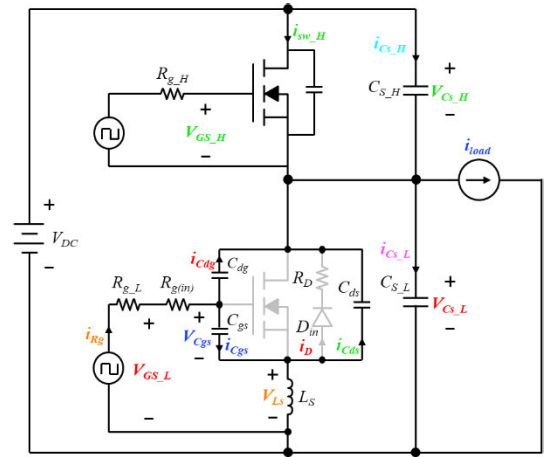 i_sw_H
i_Cs_H
R_g_H
C_S_H
+
V_Cs_H
−
+
V_GS_H
−
i_load
+
V_DC
−
i_Cdg
C_dg
R_D
C_ds
i_Cs_L
C_S_L
+
V_Cs_L
−
R_g_L
R_g(in)
D_in
i_Rg
+
+
V_Cgs
−
C_gs
i_Cgs
i_D
i_Cds
V_GS_L
−
+
V_Ls
−
L_S